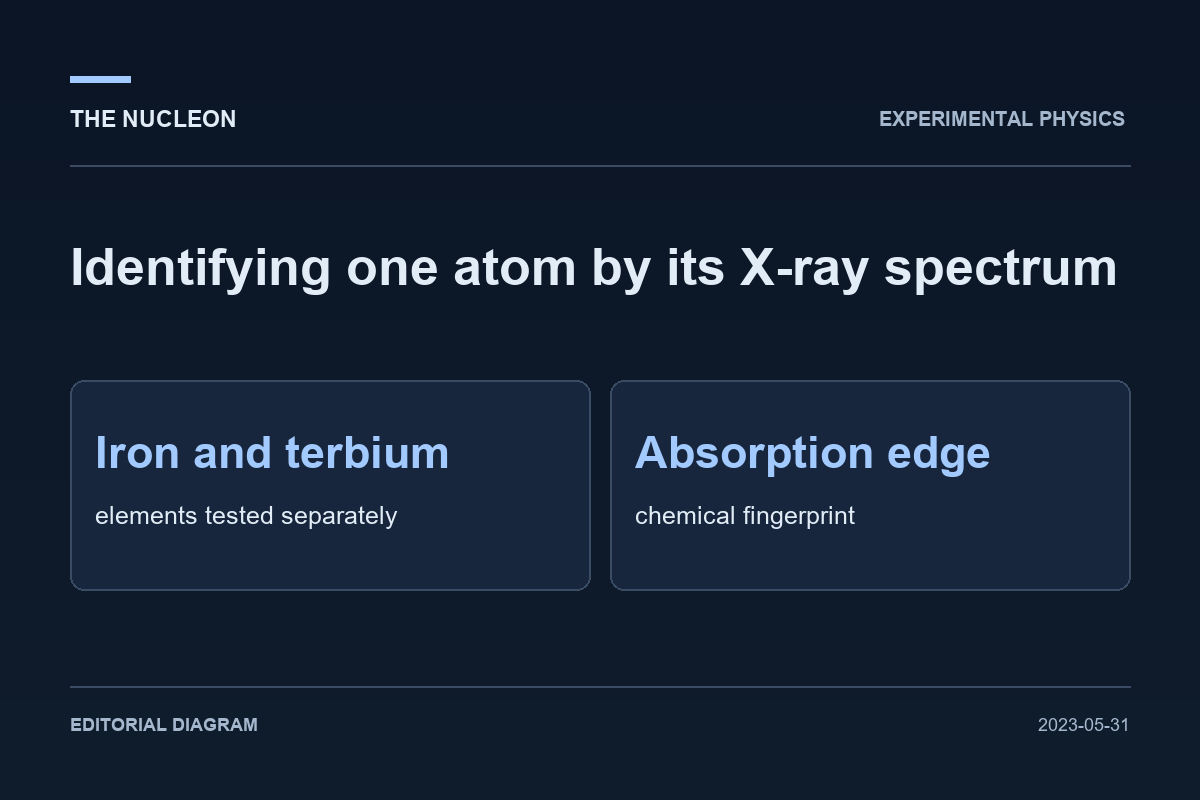 THE NUCLEON
EXPERIMENTAL PHYSICS
Identifying one atom by its X-ray spectrum
Iron and terbium
elements tested separately
Absorption edge
chemical fingerprint
EDITORIAL DIAGRAM
2023-05-31